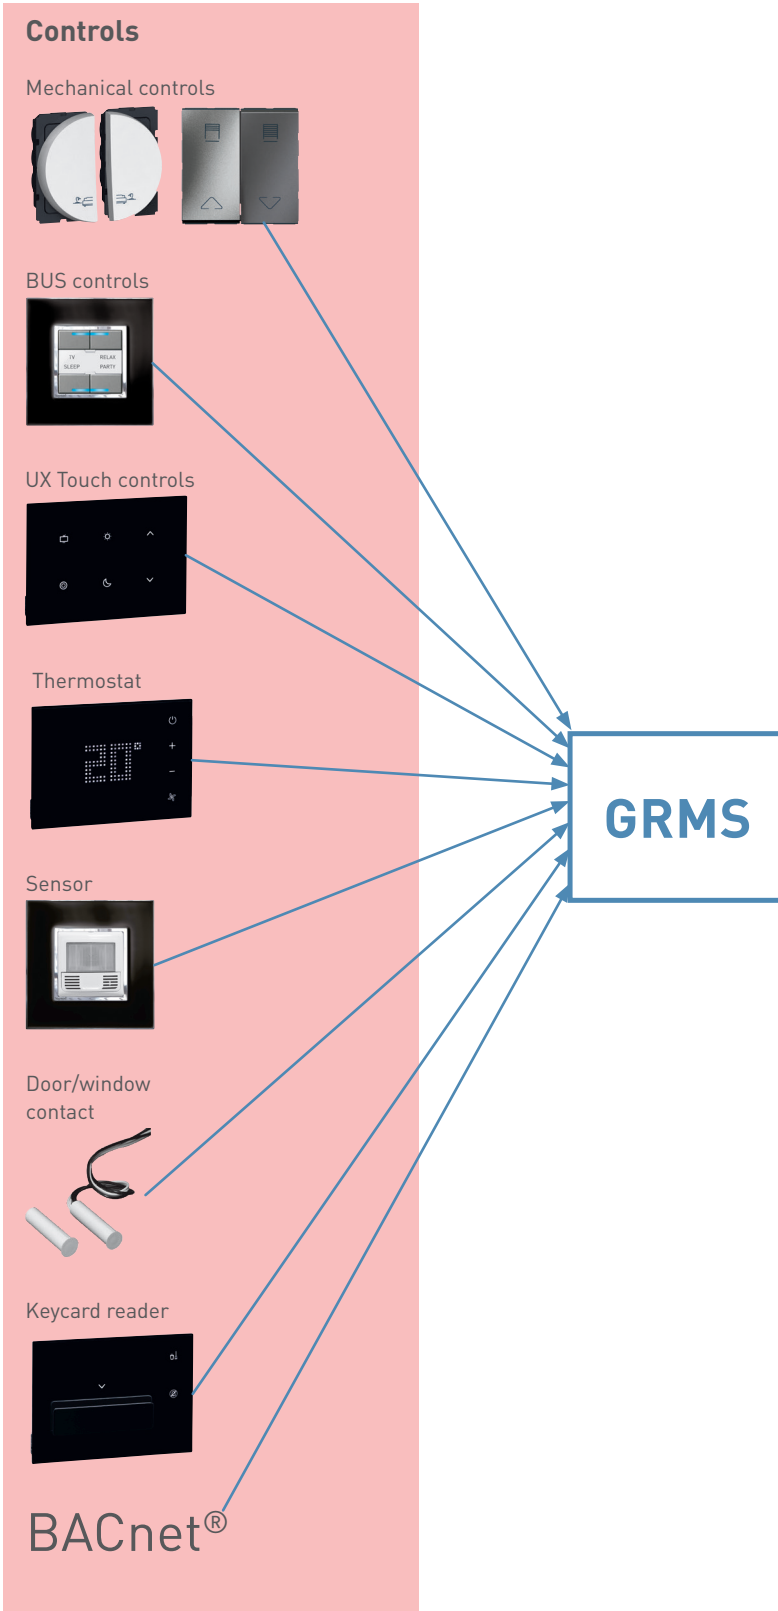 Controls
Mechanical controls
BUS controls
TV RELAX
SLEEP PARTY
UX Touch controls
Thermostat
20°
GRMS
Sensor
Door/window
contact
Keycard reader
BACnet®